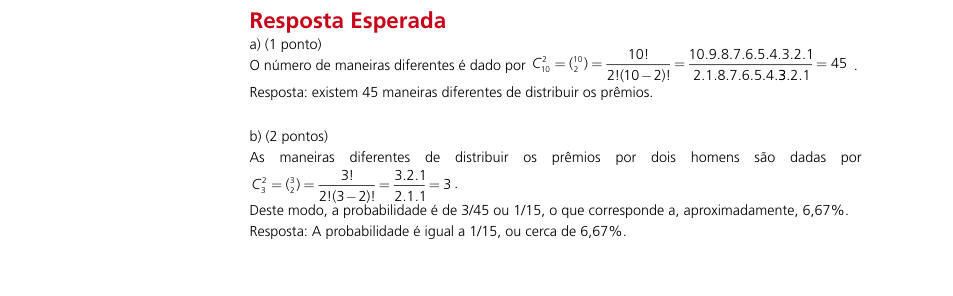 Resposta Esperada
a) (1 ponto)
O número de maneiras diferentes é dado por C²₁₀ = (¹⁰₂) = 10! / 2!(10 – 2)! = 10.9.8.7.6.5.4.3.2.1 / 2.1.8.7.6.5.4.3.2.1 = 45 .
Resposta: existem 45 maneiras diferentes de distribuir os prêmios.
b) (2 pontos)
As maneiras diferentes de distribuir os prêmios por dois homens são dadas por
C²₃ = (³₂) = 3! / 2!(3 – 2)! = 3.2.1 / 2.1.1 = 3 .
Deste modo, a probabilidade é de 3/45 ou 1/15, o que corresponde a, aproximadamente, 6,67%.
Resposta: A probabilidade é igual a 1/15, ou cerca de 6,67%.